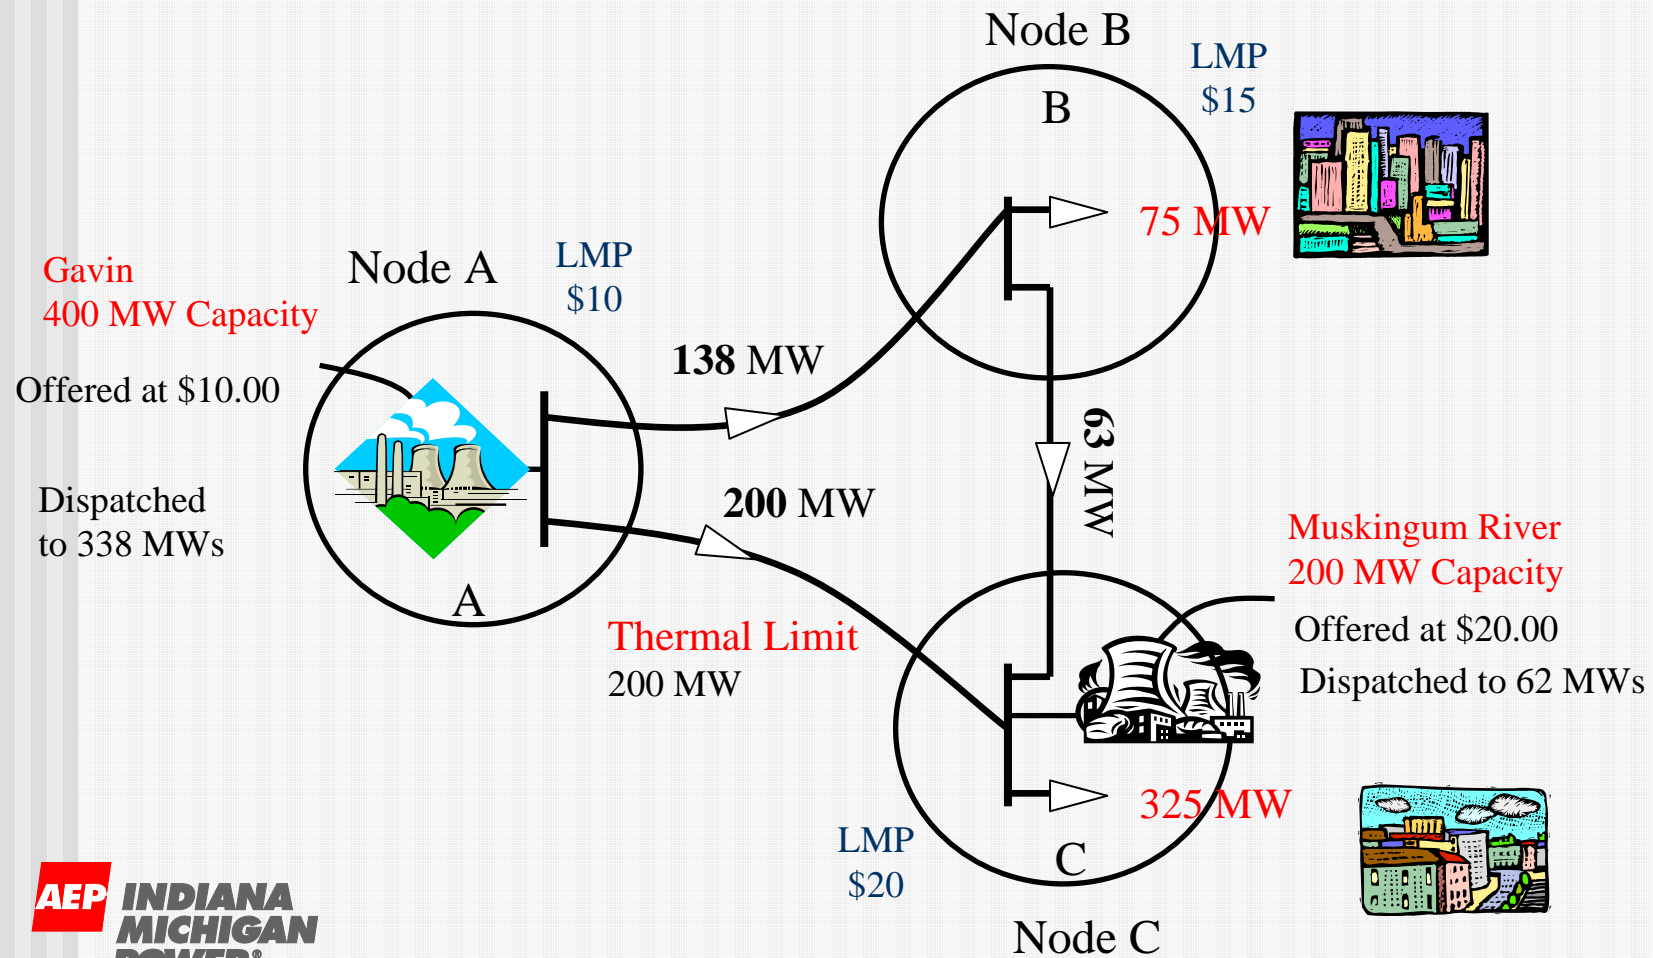 Node B
LMP
$15
B
75 MW
Node A
LMP
$10
Gavin
400 MW Capacity
Offered at $10.00
Dispatched
to 338 MWs
A
138 MW
200 MW
63 MW
Thermal Limit
200 MW
Muskingum River
200 MW Capacity
Offered at $20.00
Dispatched to 62 MWs
325 MW
LMP
$20
C
Node C
AEP
INDIANA
MICHIGAN
POWER®